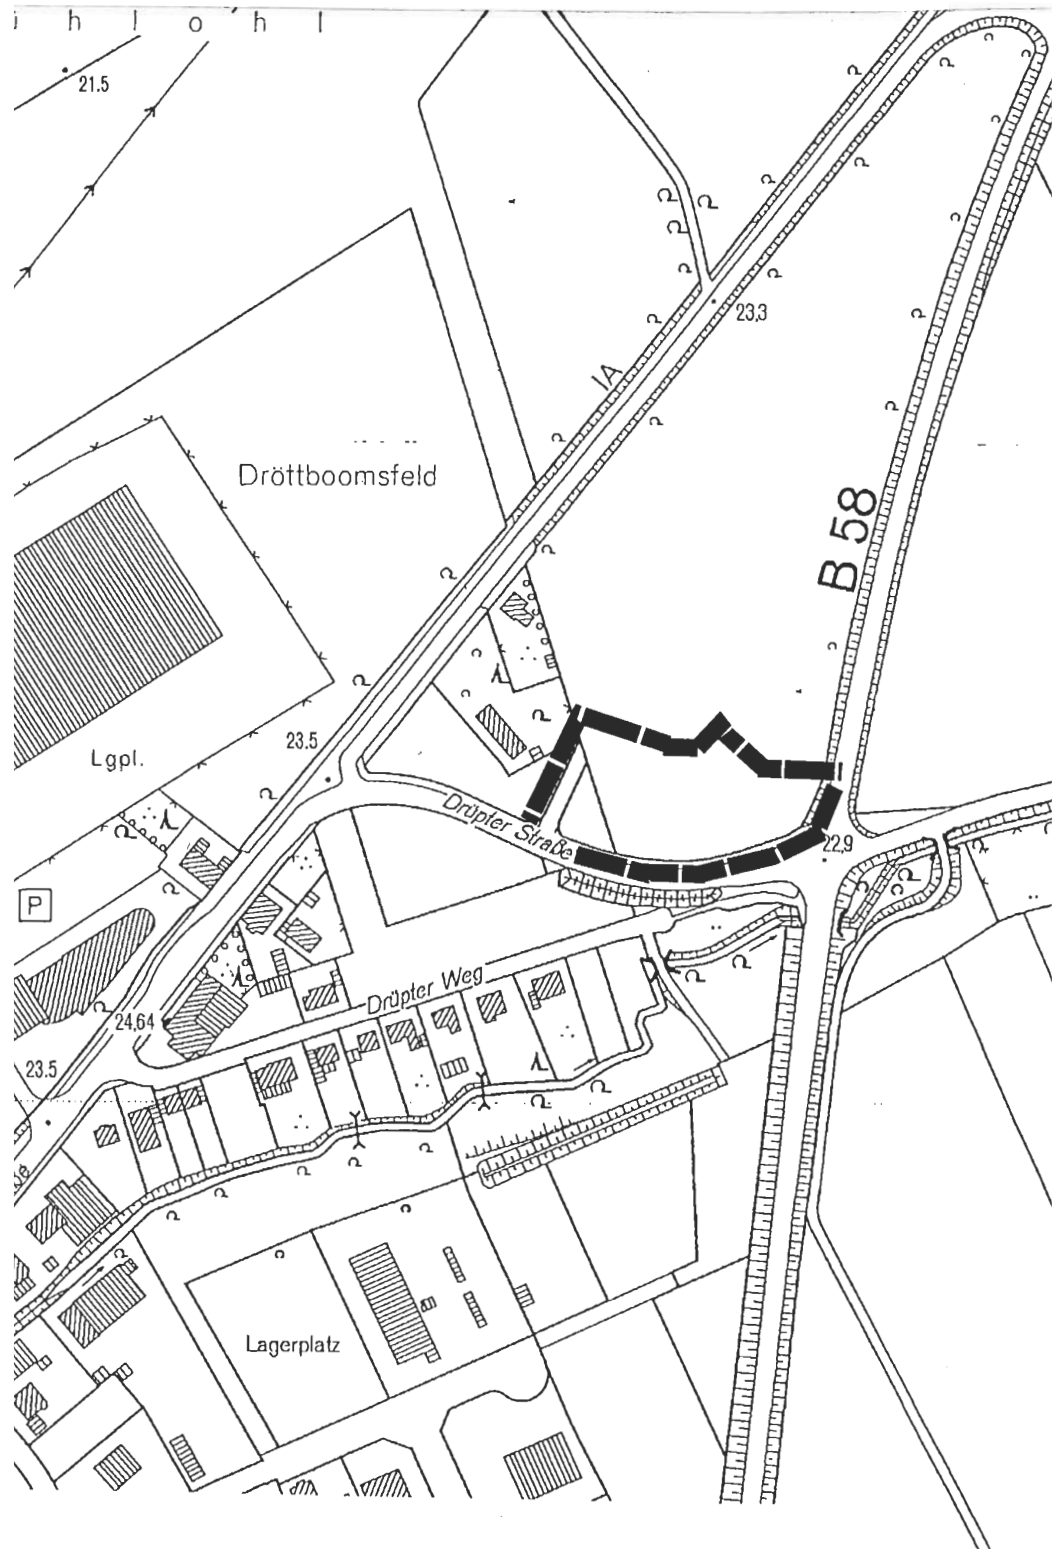 i h l o h l
21.5
23,3
IA
Dröttboomsfeld
B 58
23.5
Lgpl.
Drüpter Straße
22,9
P
Drüpter Weg
24,64
23.5
Lagerplatz